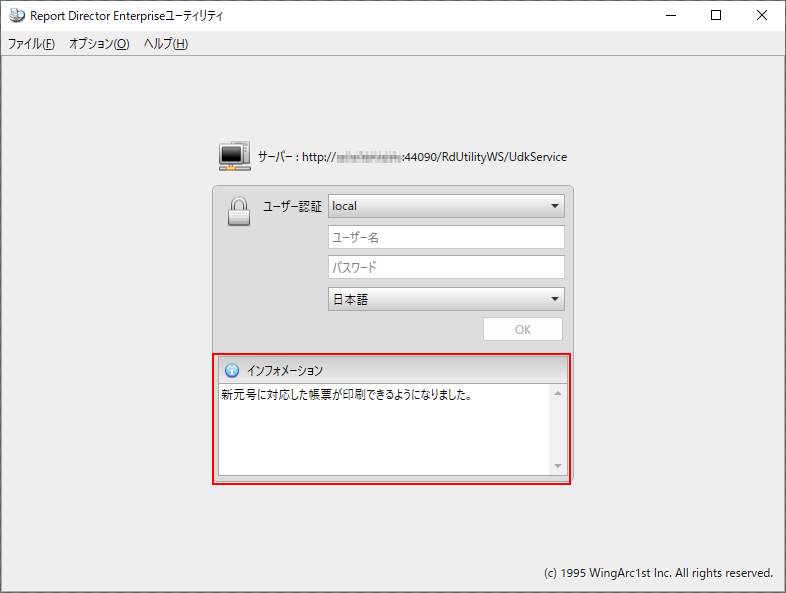 Report Director Enterpriseユーティリティ
ファイル(F) オプション(O) ヘルプ(H)
サーバー : http://:44090/RdUtilityWS/UdkService
ユーザー認証 local
ユーザー名
パスワード
日本語
OK
インフォメーション
新元号に対応した帳票が印刷できるようになりました。
(c) 1995 WingArc1st Inc. All rights reserved.